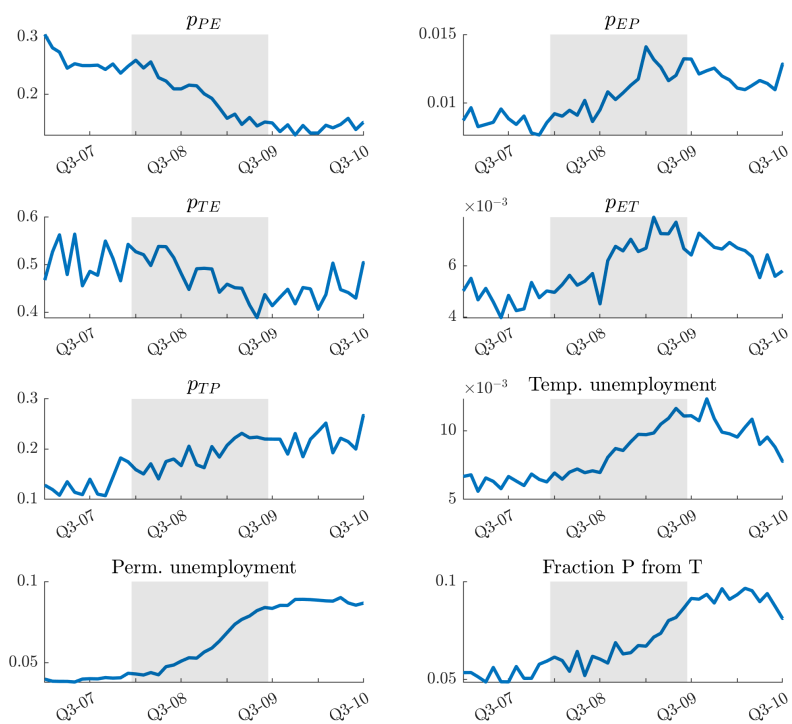 p_PE
0.3
0.2
Q3-07 Q3-08 Q3-09 Q3-10
p_EP
0.015
0.01
Q3-07 Q3-08 Q3-09 Q3-10
p_TE
0.6
0.5
0.4
Q3-07 Q3-08 Q3-09 Q3-10
p_ET
×10⁻³
6
4
Q3-07 Q3-08 Q3-09 Q3-10
p_TP
0.3
0.2
0.1
Q3-07 Q3-08 Q3-09 Q3-10
Temp. unemployment
×10⁻³
10
5
Q3-07 Q3-08 Q3-09 Q3-10
Perm. unemployment
0.1
0.05
Q3-07 Q3-08 Q3-09 Q3-10
Fraction P from T
0.1
0.05
Q3-07 Q3-08 Q3-09 Q3-10